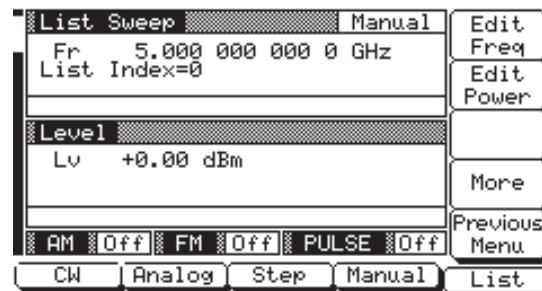 List Sweep Manual
Fr 5.000 000 000 0 GHz
List Index=0
Level
Lv +0.00 dBm
AM Off FM Off PULSE Off
CW Analog Step Manual List
Edit
Freq
Edit
Power
More
Previous
Menu